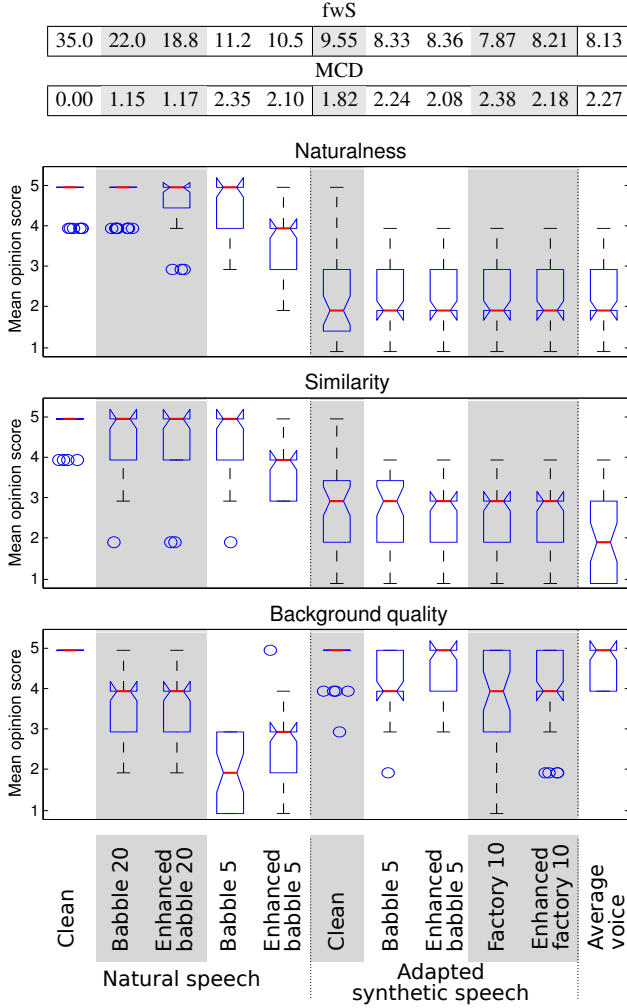 fwS
35.0 22.0 18.8 11.2 10.5 9.55 8.33 8.36 7.87 8.21 8.13
MCD
0.00 1.15 1.17 2.35 2.10 1.82 2.24 2.08 2.38 2.18 2.27
Naturalness
Mean opinion score
5
4
3
2
1
Similarity
Mean opinion score
5
4
3
2
1
Background quality
Mean opinion score
5
4
3
2
1
Clean
Babble 20
Enhanced
babble 20
Babble 5
Enhanced
babble 5
Clean
Babble 5
Enhanced
babble 5
Factory 10
Enhanced
factory 10
Average
voice
Natural speech
Adapted
synthetic speech